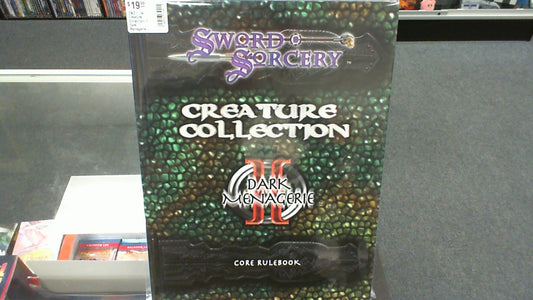 $19
SWORD & SORCERY
CREATURE
COLLECTION
II
DARK
MENAGERIE
CORE RULEBOOK